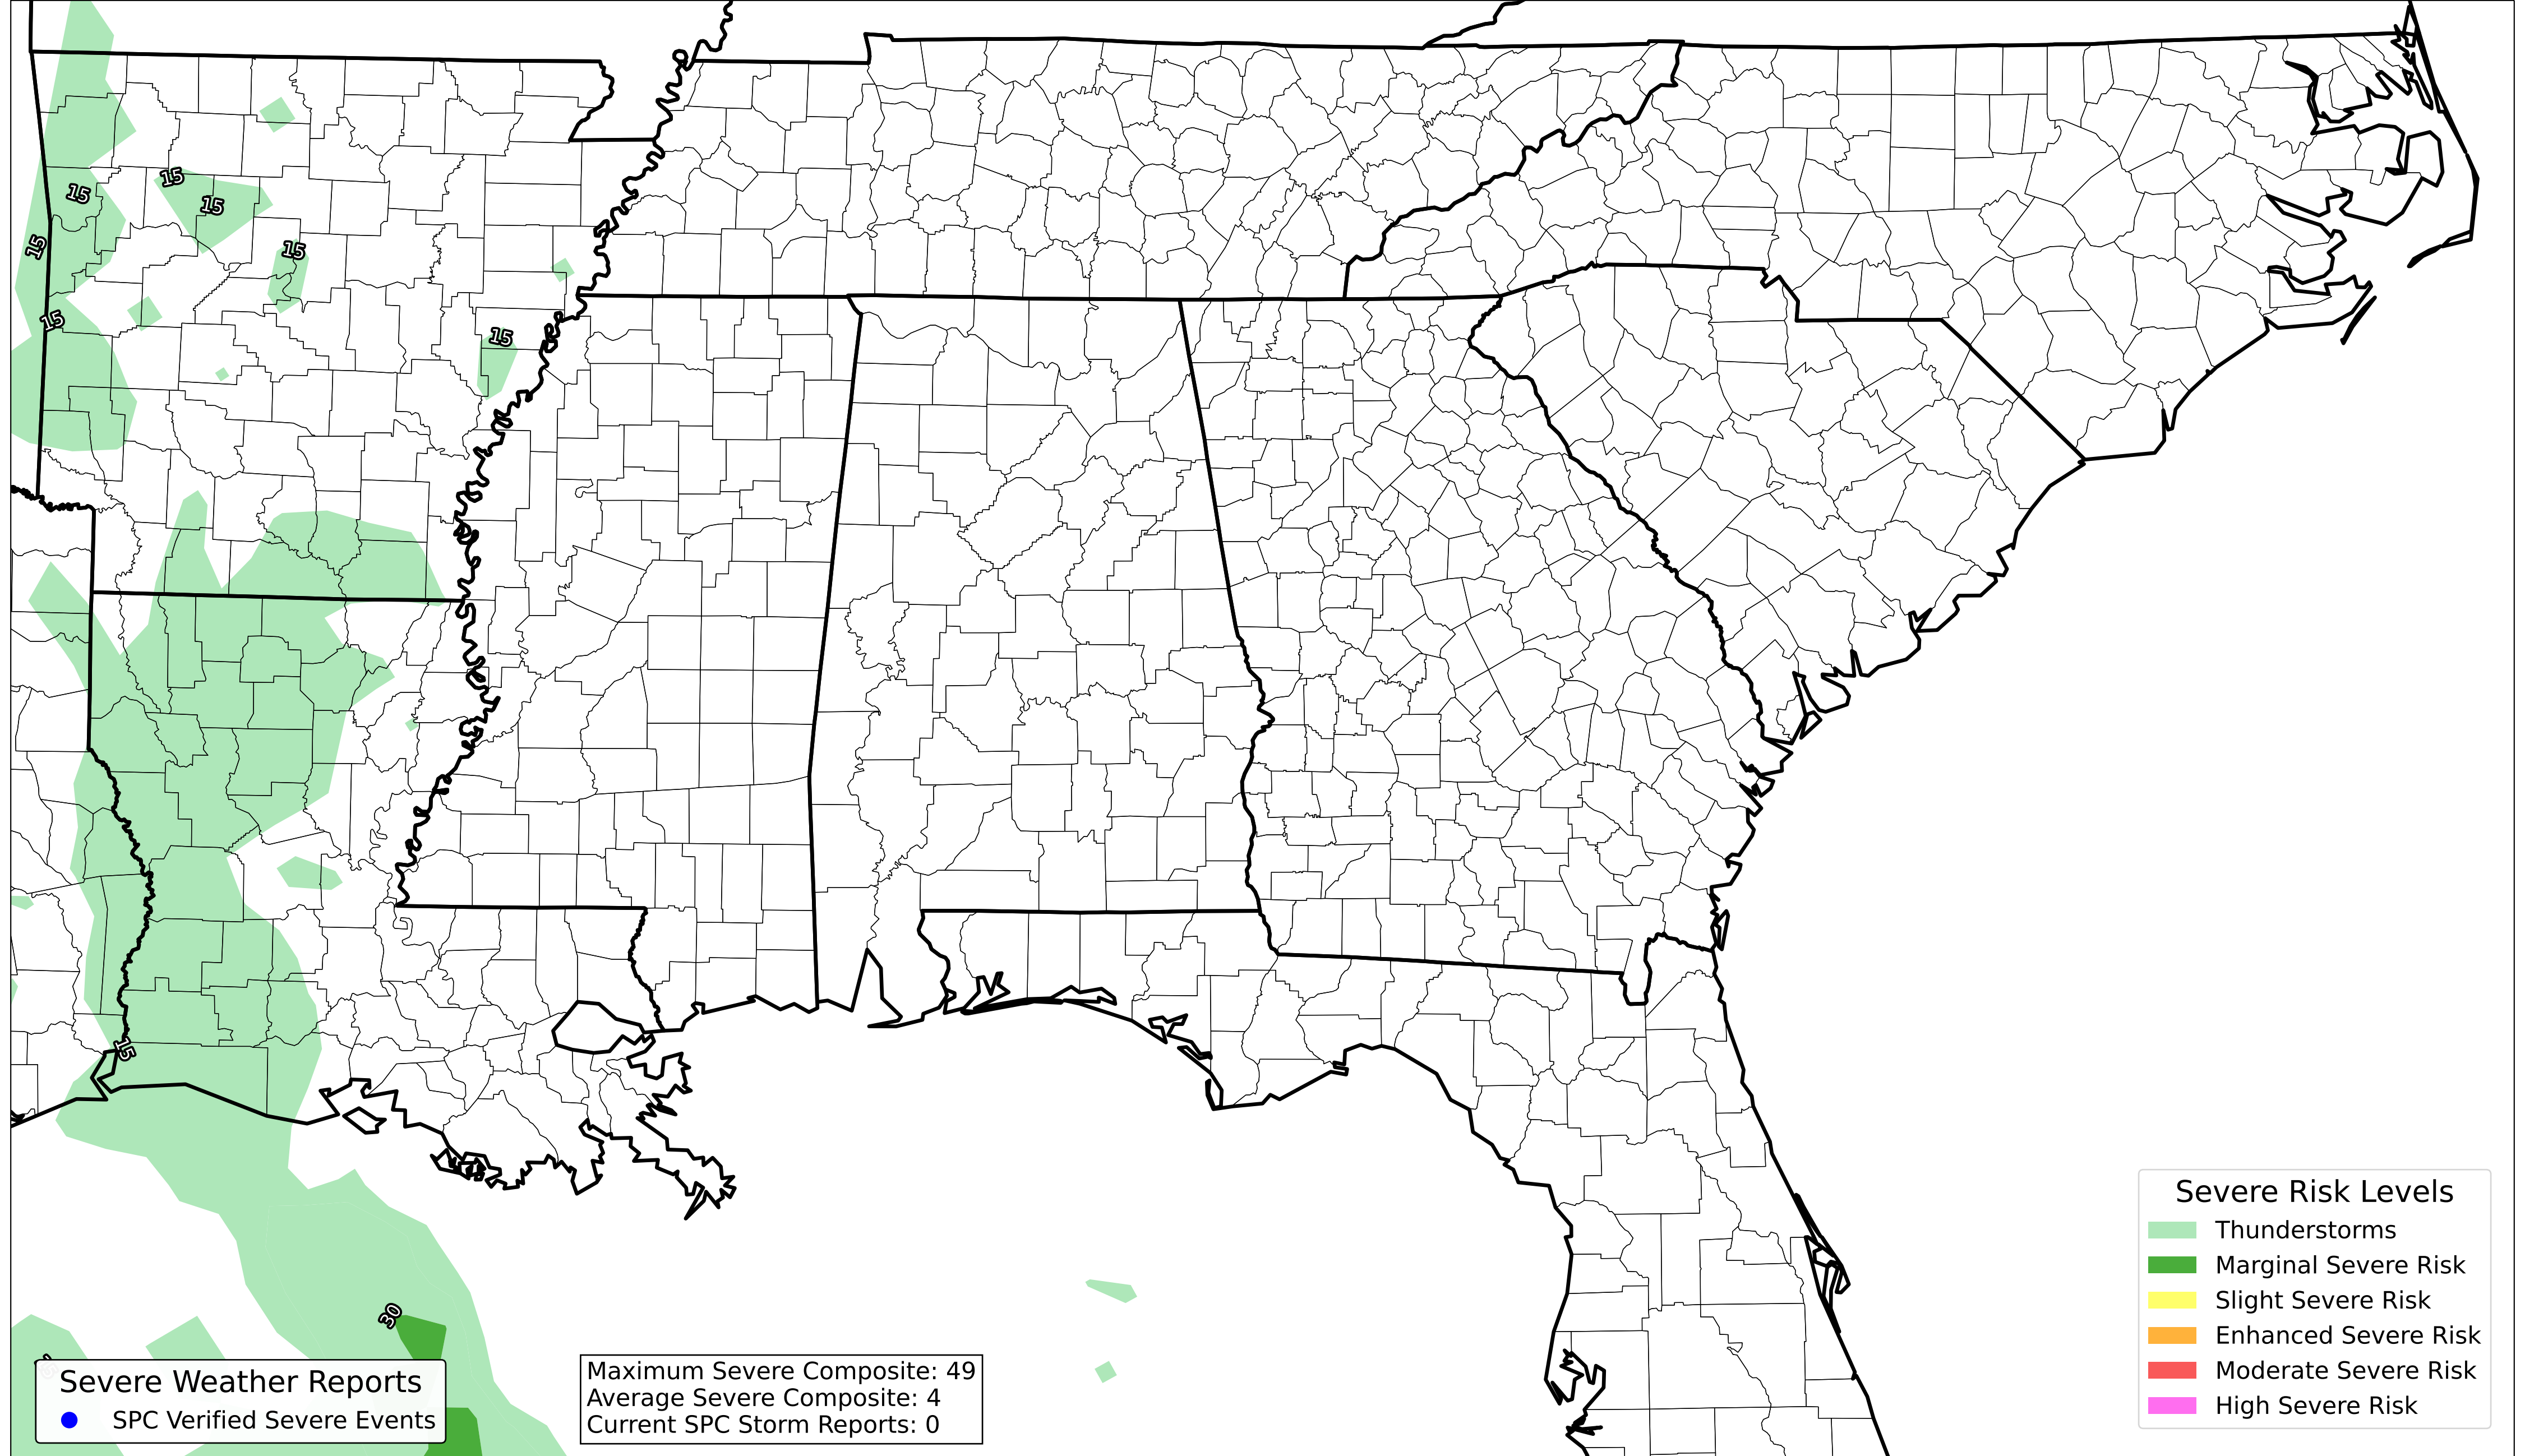 15
15
15
15
15
15
15
15
30
Severe Weather Reports
SPC Verified Severe Events
Maximum Severe Composite: 49
Average Severe Composite: 4
Current SPC Storm Reports: 0
Severe Risk Levels
Thunderstorms
Marginal Severe Risk
Slight Severe Risk
Enhanced Severe Risk
Moderate Severe Risk
High Severe Risk